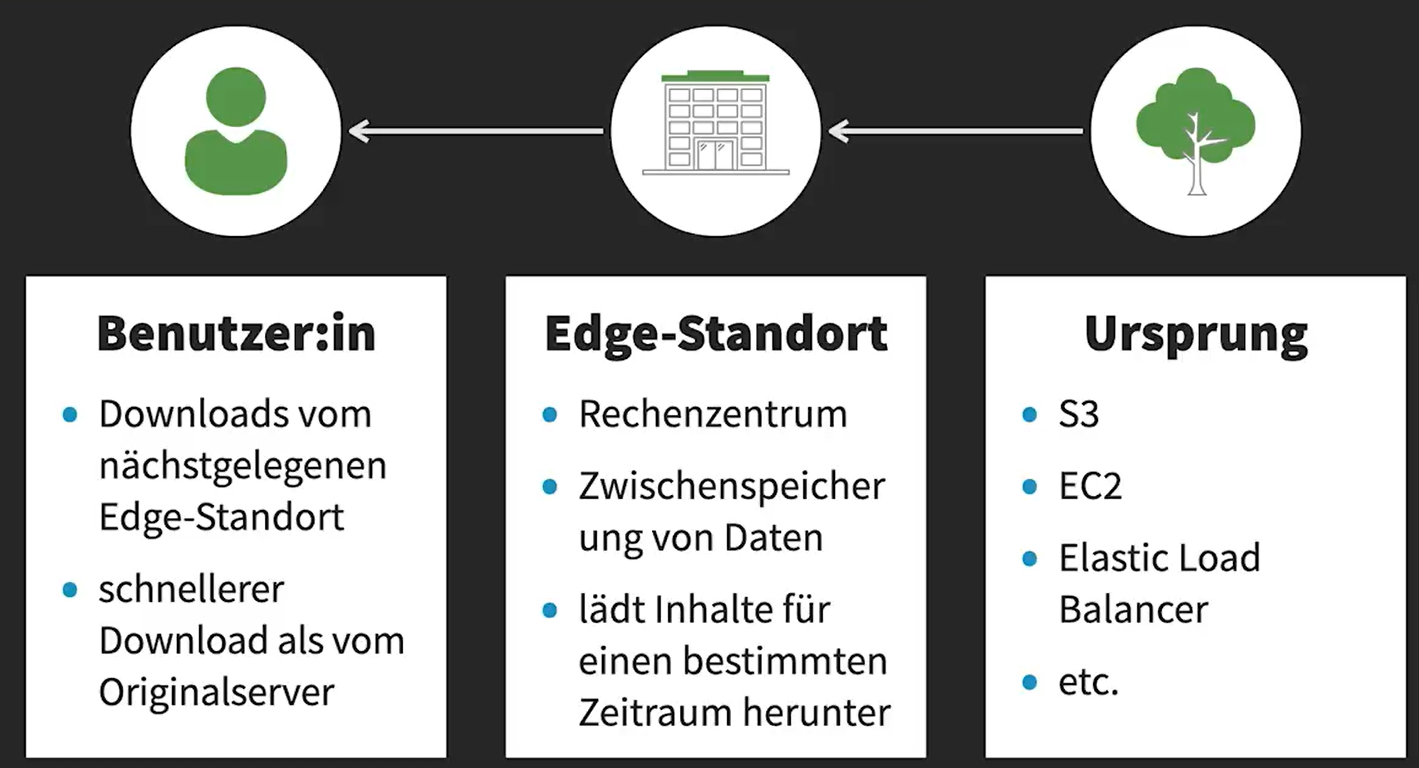 Benutzer:in
• Downloads vom
nächstgelegenen
Edge-Standort
• schnellerer
Download als vom
Originalserver
Edge-Standort
• Rechenzentrum
• Zwischenspeicher
ung von Daten
• lädt Inhalte für
einen bestimmten
Zeitraum herunter
Ursprung
• S3
• EC2
• Elastic Load
Balancer
• etc.